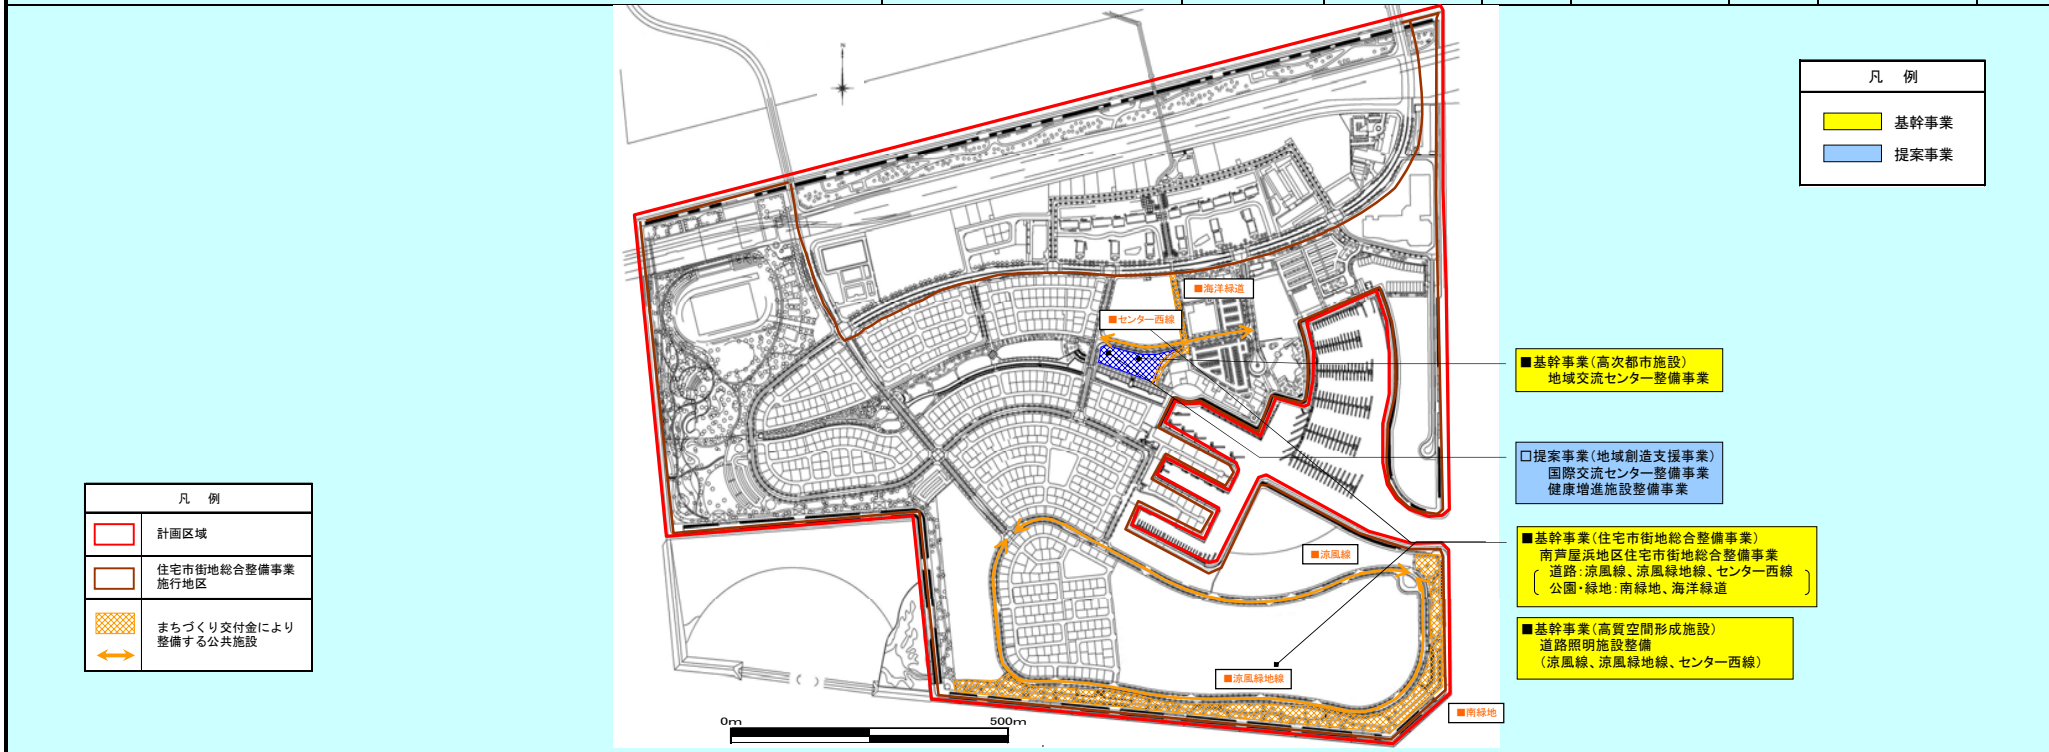 N
凡 例
基幹事業
提案事業
■海洋緑道
■センター西線
■基幹事業(高次都市施設)
地域交流センター整備事業
□提案事業(地域創造支援事業)
国際交流センター整備事業
健康増進施設整備事業
凡 例
計画区域
住宅市街地総合整備事業
施行地区
まちづくり交付金により
整備する公共施設
■涼風線
■基幹事業(住宅市街地総合整備事業)
南芦屋浜地区住宅市街地総合整備事業
道路:涼風線、涼風緑地線、センター西線
公園・緑地:南緑地、海洋緑道
■基幹事業(高質空間形成施設)
道路照明施設整備
(涼風線、涼風緑地線、センター西線)
■涼風緑地線
■南緑地
0m
500m